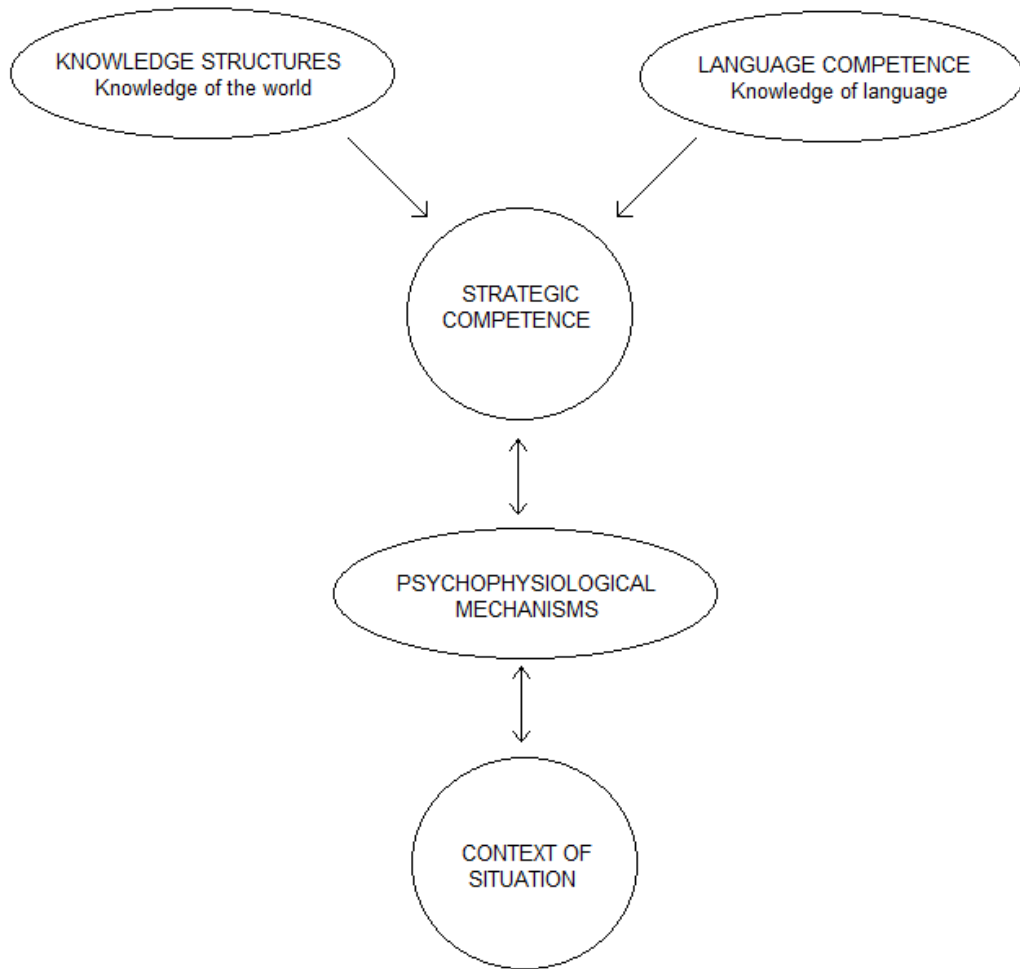 KNOWLEDGE STRUCTURES
Knowledge of the world
LANGUAGE COMPETENCE
Knowledge of language
STRATEGIC
COMPETENCE
PSYCHOPHYSIOLOGICAL
MECHANISMS
CONTEXT OF
SITUATION